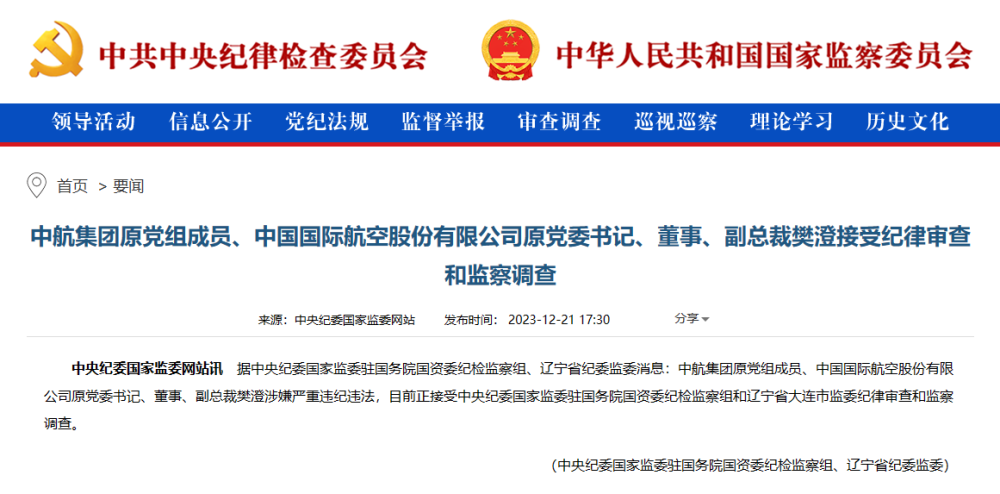 中共中央纪律检查委员会 中华人民共和国国家监察委员会
领导活动 信息公开 党纪法规 监督举报 审查调查 巡视巡察 理论学习 历史文化
首页 > 要闻
中航集团原党组成员、中国国际航空股份有限公司原党委书记、董事、副总裁樊澄接受纪律审查
和监察调查
来源：中央纪委国家监委网站 发布时间： 2023-12-21 17:30 分享
中央纪委国家监委网站讯 据中央纪委国家监委驻国务院国资委纪检监察组、辽宁省纪委监委消息：中航集团原党组成员、中国国际航空股份有限
公司原党委书记、董事、副总裁樊澄涉嫌严重违纪违法，目前正接受中央纪委国家监委驻国务院国资委纪检监察组和辽宁省大连市监委纪律审查和监察
调查。
（中央纪委国家监委驻国务院国资委纪检监察组、辽宁省纪委监委）